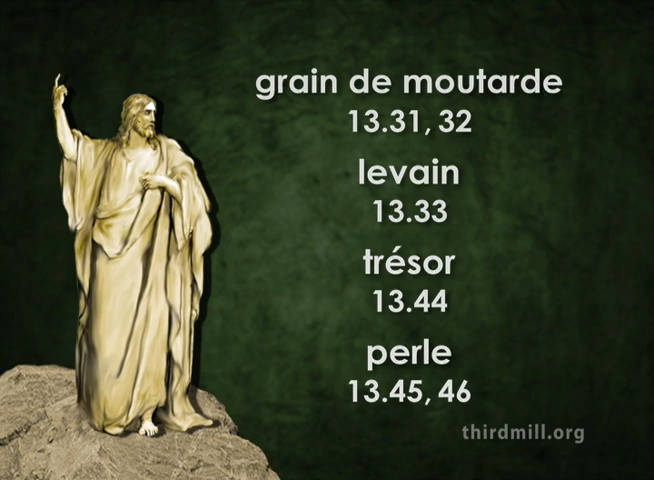 grain de moutarde
13.31, 32
levain
13.33
trésor
13.44
perle
13.45, 46
thirdmill.org